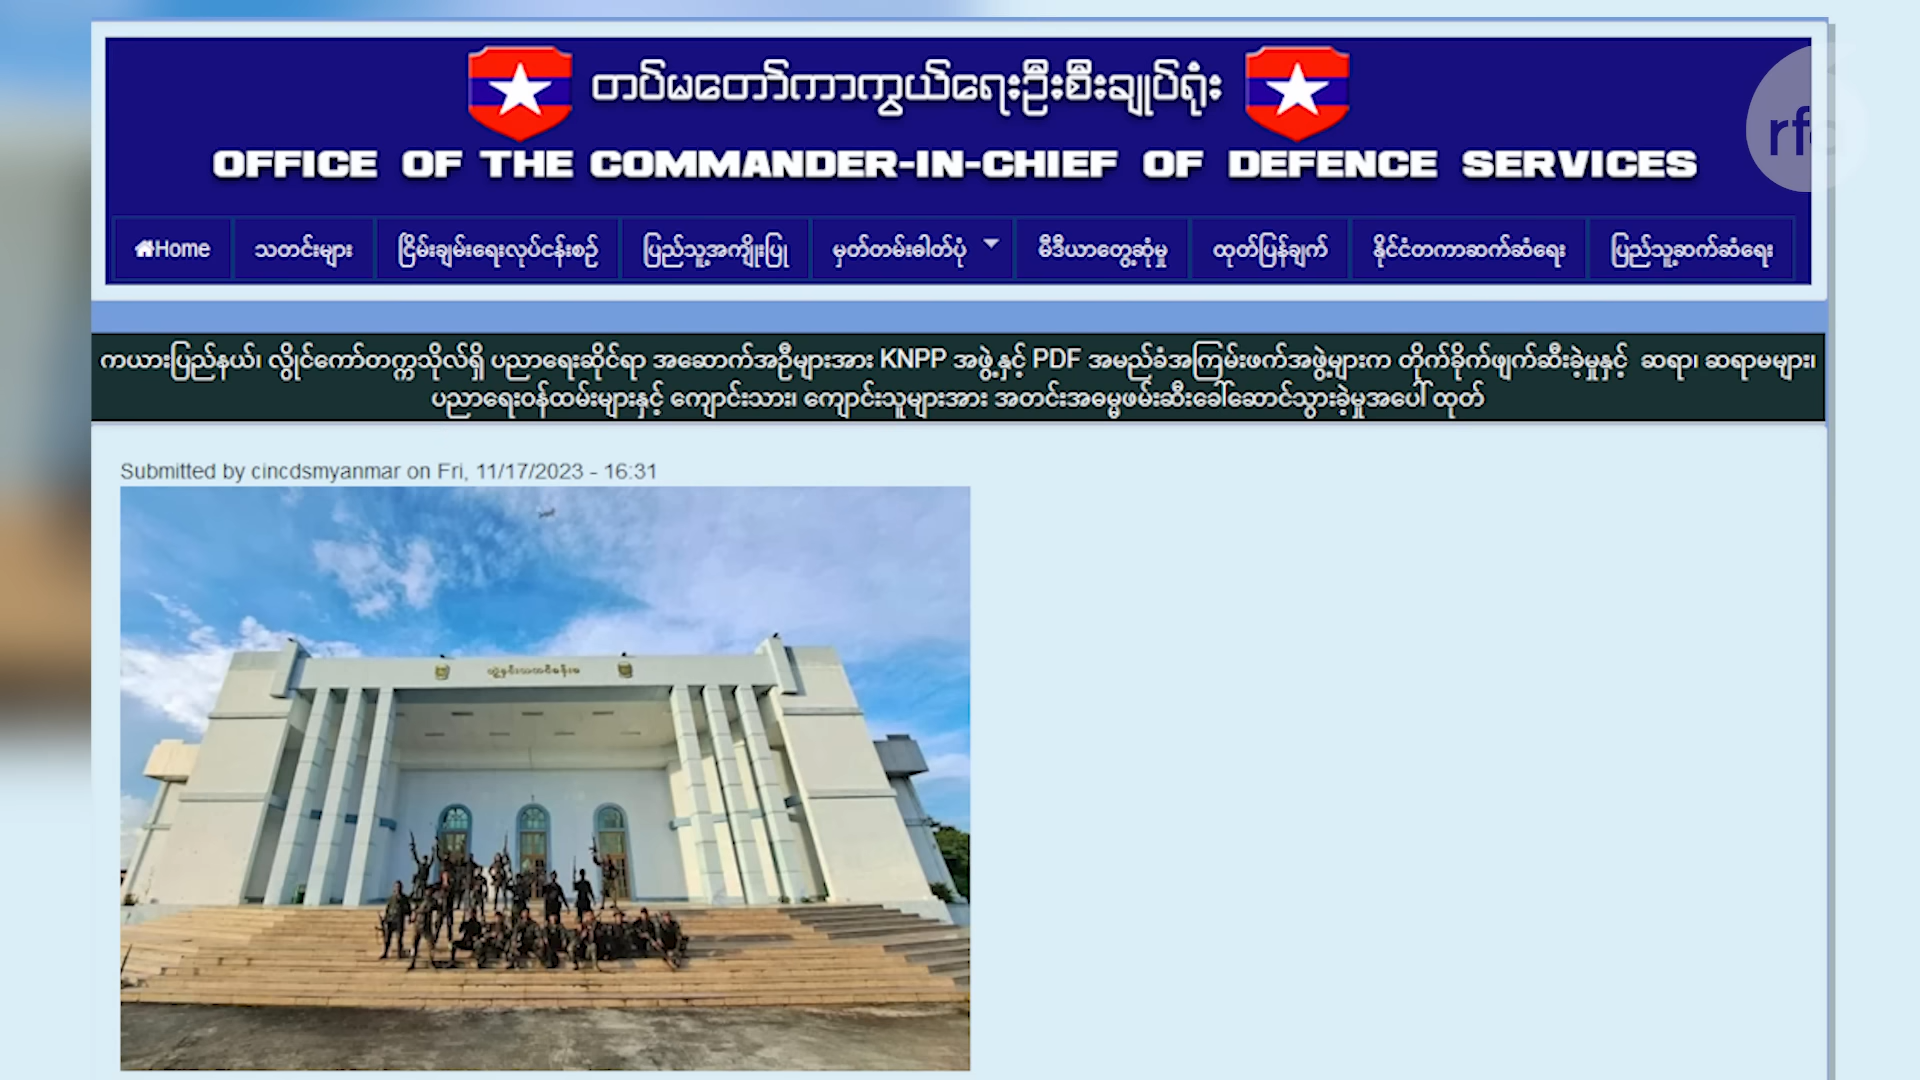 တပ်မတော်ကာကွယ်ရေးဦးစီးချုပ်ရုံး
OFFICE OF THE COMMANDER-IN-CHIEF OF DEFENCE SERVICES
Home သတင်းများ ငြိမ်းချမ်းရေးလုပ်ငန်းစဉ် ပြည်သူ့အကျိုးပြု မှတ်တမ်းဓါတ်ပုံ မီဒီယာတွေ့ဆုံမှု ထုတ်ပြန်ချက် နိုင်ငံတကာဆက်ဆံရေး ပြည်သူ့ဆက်ဆံရေး
rfa
ကယားပြည်နယ်၊ လွိုင်ကော်တက္ကသိုလ်ရှိ ပညာရေးဆိုင်ရာ အဆောက်အဦများအား KNPP အဖွဲ့နှင့် PDF အမည်ခံအကြမ်းဖက်အဖွဲ့များက တိုက်ခိုက်ဖျက်ဆီးခဲ့မှုနှင့် ဆရာ၊ ဆရာမများ၊
ပညာရေးဝန်ထမ်းများနှင့် ကျောင်းသား၊ ကျောင်းသူများအား အတင်းအဓမ္မဖမ်းဆီးခေါ်ဆောင်သွားခဲ့မှုအပေါ် ထုတ်
Submitted by cincdsmyanmar on Fri, 11/17/2023 - 16:31